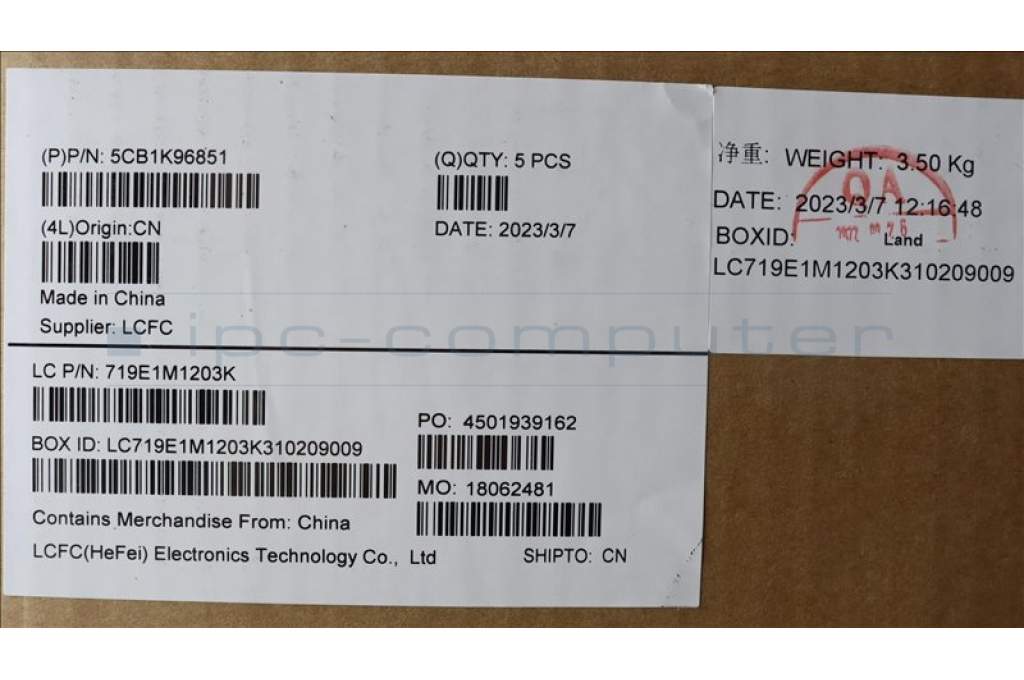 (P)P/N: 5CB1K96851
(Q)QTY: 5 PCS
(4L)Origin:CN
DATE: 2023/3/7
Made in China
Supplier: LCFC
净重: WEIGHT: 3.50 Kg
QA
DATE: 2023/3/7 12:16:48
BOXID: Land
LC719E1M1203K310209009
ipc-computer
LC P/N: 719E1M1203K
PO: 4501939162
BOX ID: LC719E1M1203K310209009
MO: 18062481
Contains Merchandise From: China
LCFC(HeFei) Electronics Technology Co., Ltd
SHIPTO: CN